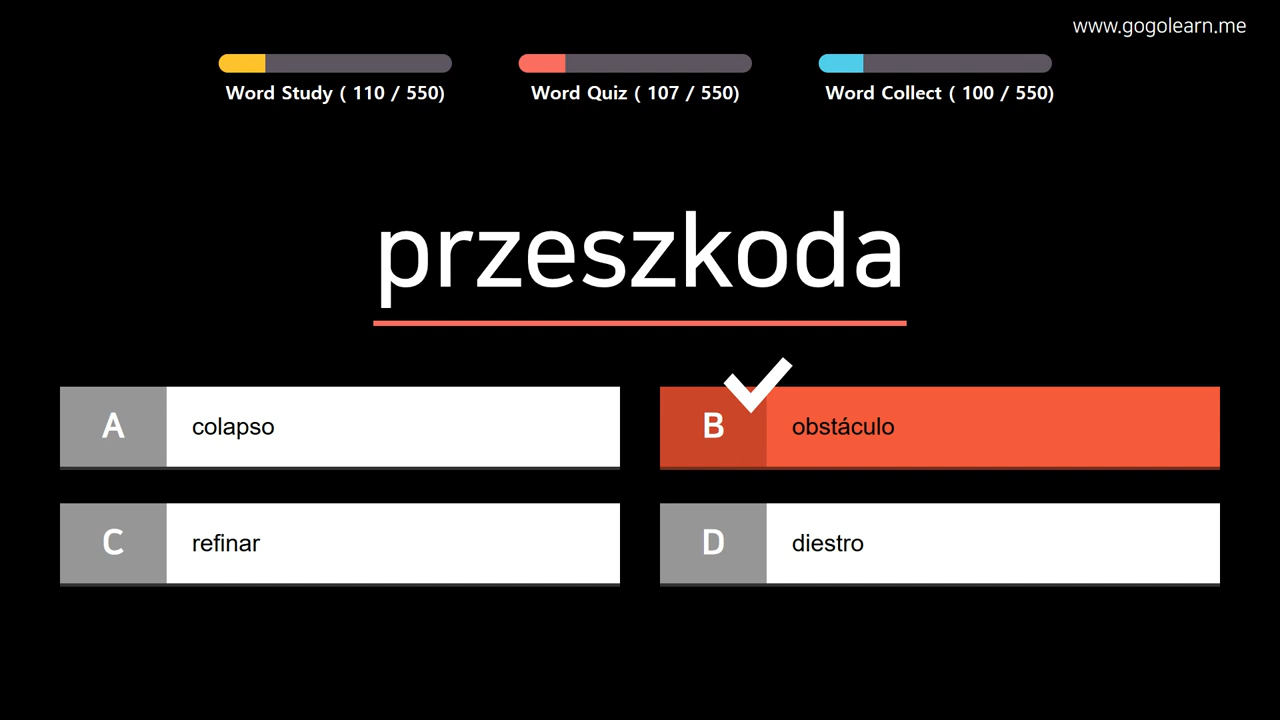 www.gogolearn.me
Word Study ( 110 / 550)
Word Quiz ( 107 / 550)
Word Collect ( 100 / 550)
przeszkoda
A colapso
B obstáculo
C refinar
D diestro